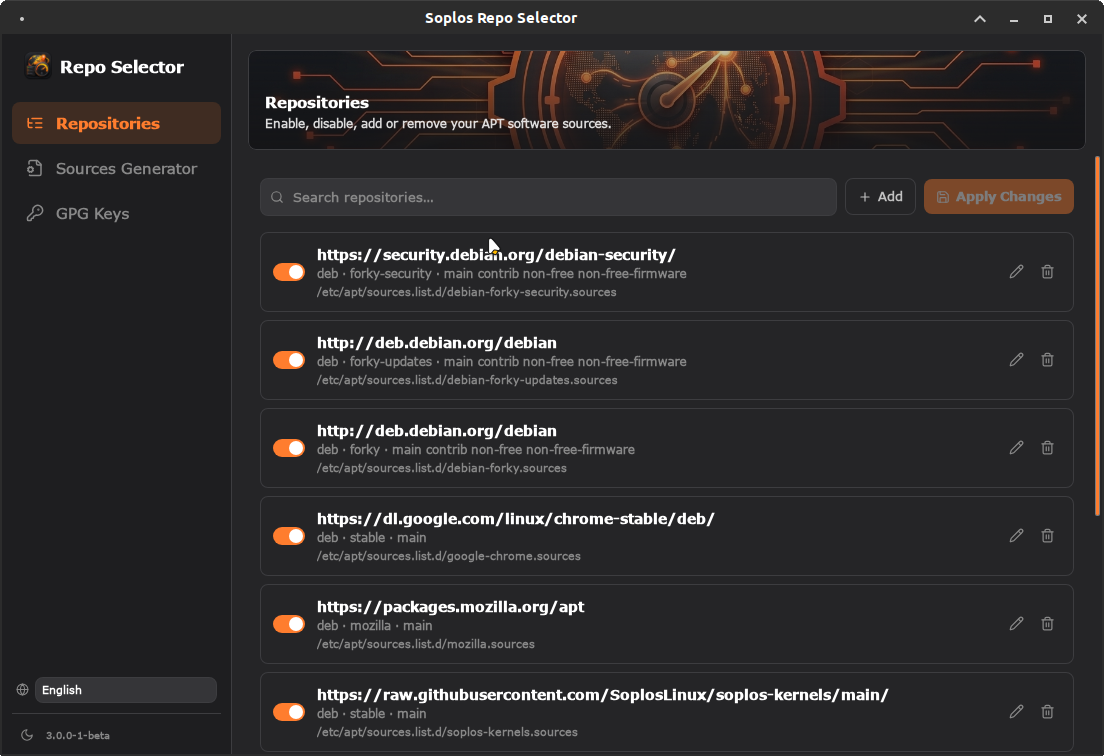 Soplos Repo Selector
Repo Selector
Repositories
Sources Generator
GPG Keys
Repositories
Enable, disable, add or remove your APT software sources.
Search repositories...
+ Add
Apply Changes
https://security.debian.org/debian-security/
deb · forky-security · main contrib non-free non-free-firmware
/etc/apt/sources.list.d/debian-forky-security.sources
http://deb.debian.org/debian
deb · forky-updates · main contrib non-free non-free-firmware
/etc/apt/sources.list.d/debian-forky-updates.sources
http://deb.debian.org/debian
deb · forky · main contrib non-free non-free-firmware
/etc/apt/sources.list.d/debian-forky.sources
https://dl.google.com/linux/chrome-stable/deb/
deb · stable · main
/etc/apt/sources.list.d/google-chrome.sources
https://packages.mozilla.org/apt
deb · mozilla · main
/etc/apt/sources.list.d/mozilla.sources
https://raw.githubusercontent.com/SoplosLinux/soplos-kernels/main/
deb · stable · main
/etc/apt/sources.list.d/soplos-kernels.sources
English
3.0.0-1-beta